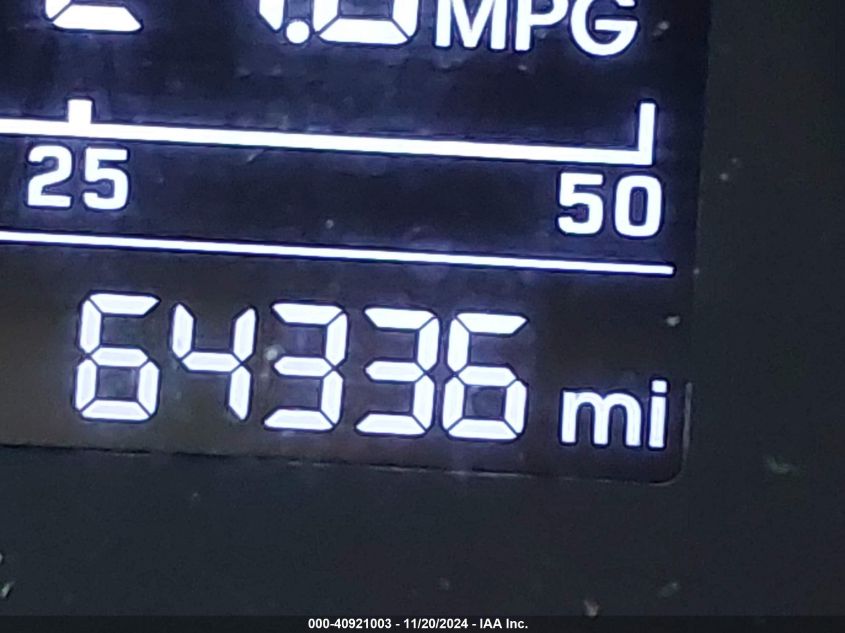 MPG
25 50
64336 mi
000-40921003 - 11/20/2024 - IAA Inc.